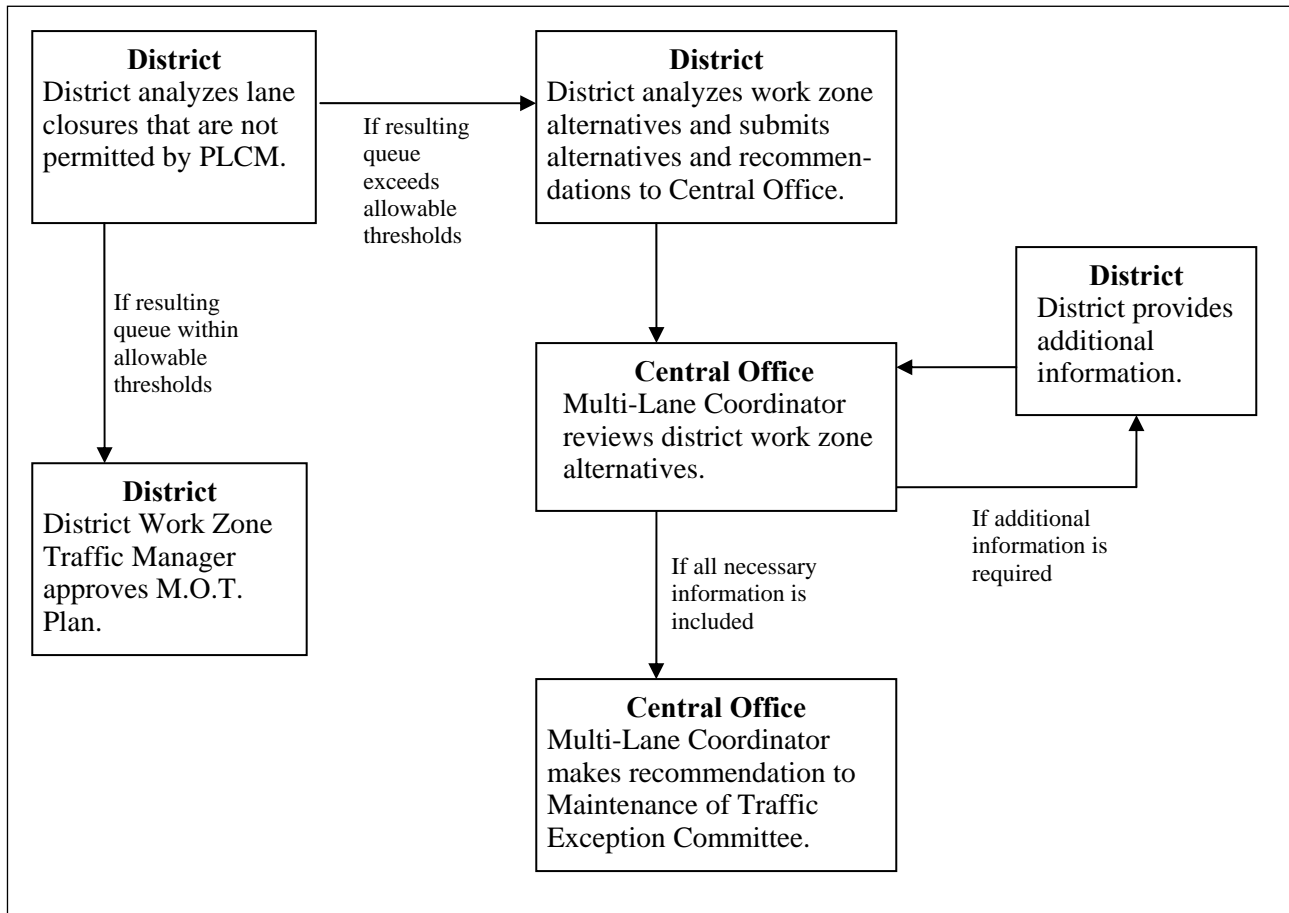 District
District analyzes lane
closures that are not
permitted by PLCM.
If resulting
queue
exceeds
allowable
thresholds
District
District analyzes work zone
alternatives and submits
alternatives and recommen-
dations to Central Office.
If resulting
queue within
allowable
thresholds
District
District provides
additional
information.
Central Office
Multi-Lane Coordinator
reviews district work zone
alternatives.
District
District Work Zone
Traffic Manager
approves M.O.T.
Plan.
If additional
information is
required
If all necessary
information is
included
Central Office
Multi-Lane Coordinator
makes recommendation to
Maintenance of Traffic
Exception Committee.